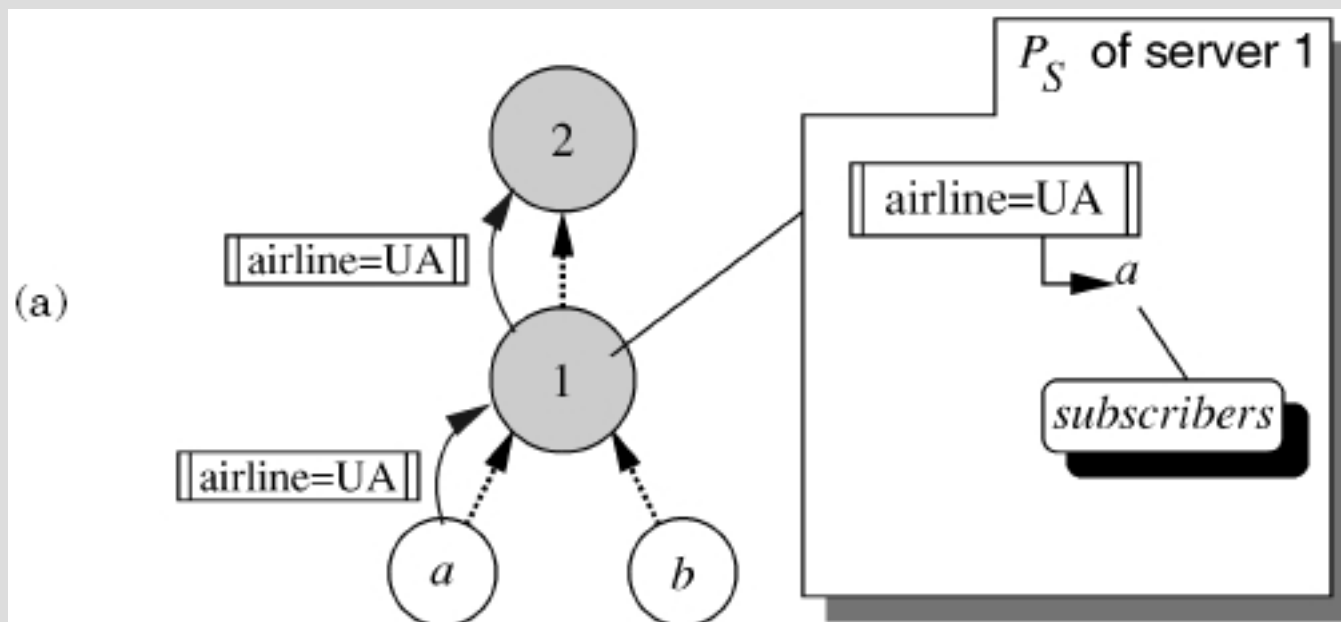 P_S of server 1
2
airline=UA
airline=UA
(a)
a
1
subscribers
airline=UA
a
b